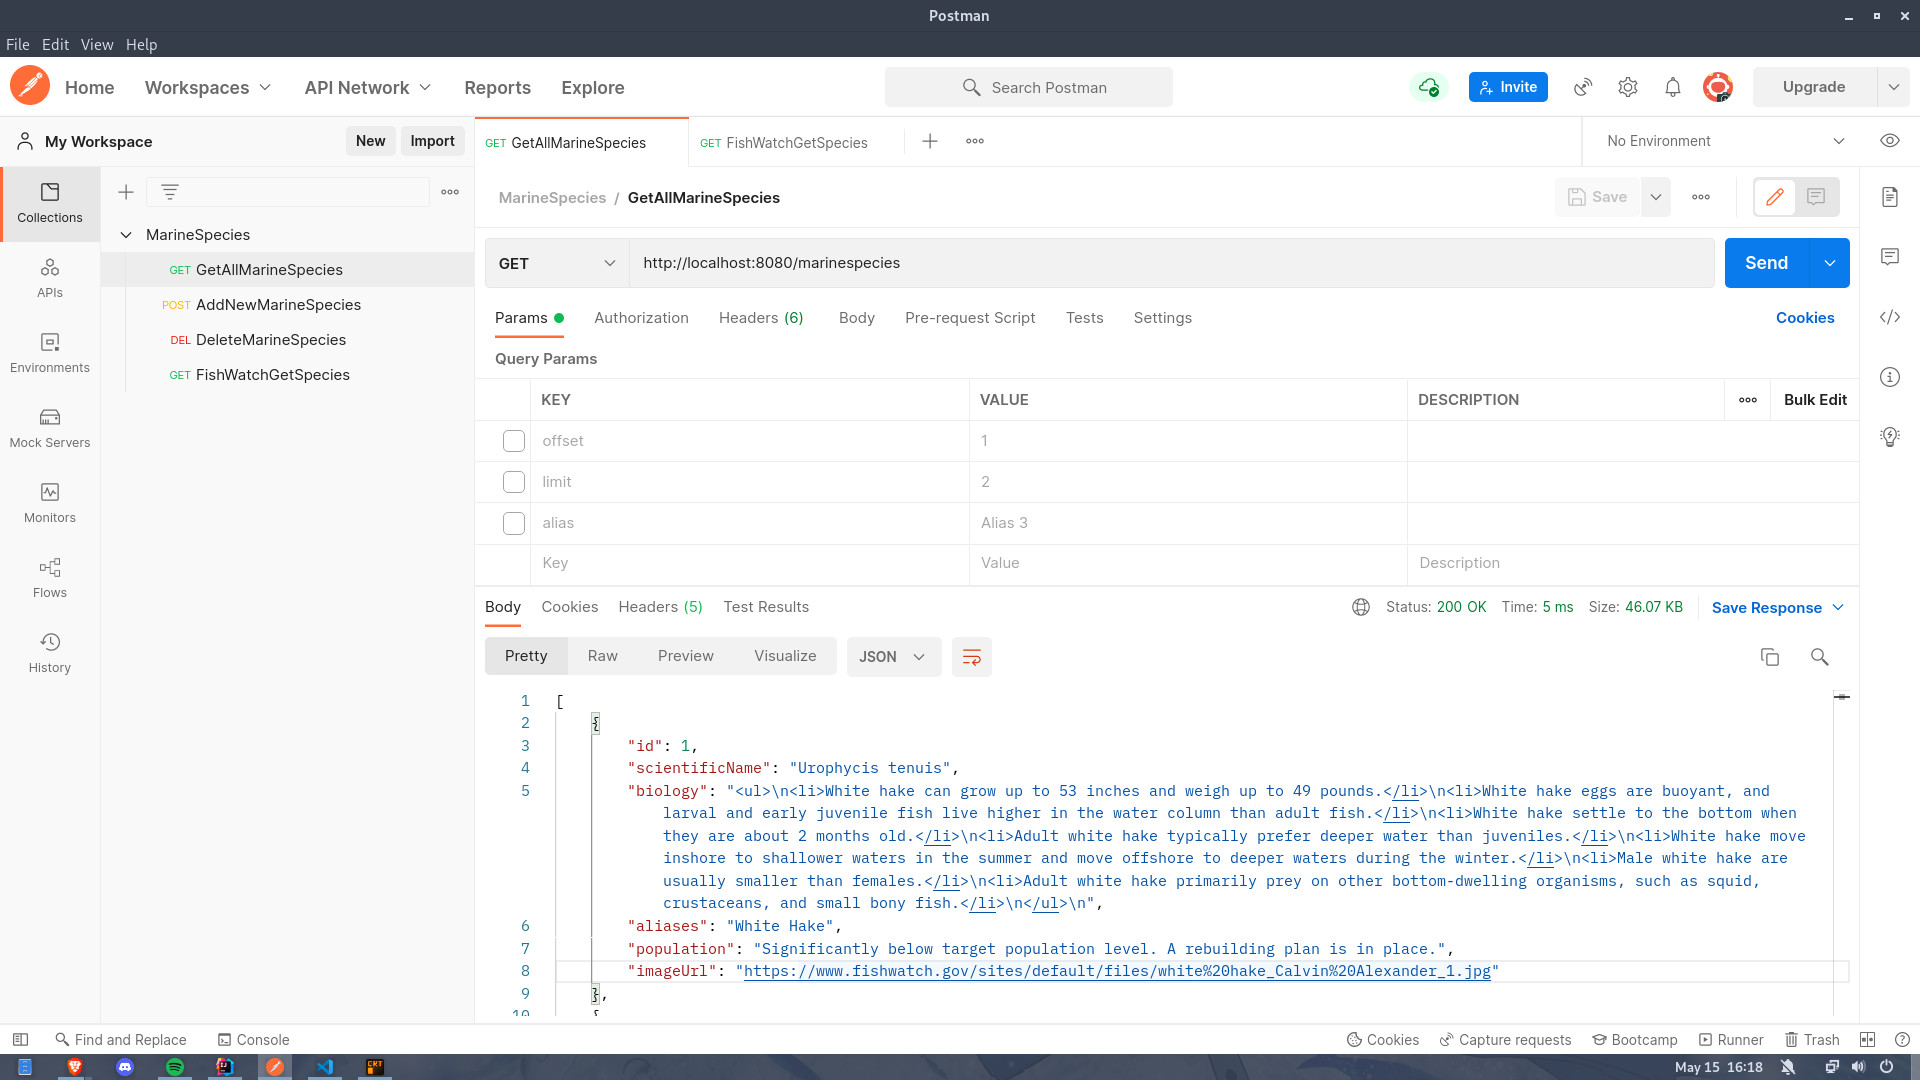 Postman
File Edit View Help
Home Workspaces API Network Reports Explore Search Postman Invite Upgrade
My Workspace New Import GET GetAllMarineSpecies GET FishWatchGetSpecies No Environment
Collections
APIs
Environments
Mock Servers
Monitors
Flows
History
MarineSpecies
GET GetAllMarineSpecies
POST AddNewMarineSpecies
DEL DeleteMarineSpecies
GET FishWatchGetSpecies
MarineSpecies / GetAllMarineSpecies Save
GET http://localhost:8080/marinespecies Send
Params Authorization Headers (6) Body Pre-request Script Tests Settings Cookies
Query Params
KEY VALUE DESCRIPTION Bulk Edit
offset 1
limit 2
alias Alias 3
Key Value Description
Body Cookies Headers (5) Test Results Status: 200 OK Time: 5 ms Size: 46.07 KB Save Response
Pretty Raw Preview Visualize JSON
1 [
2 {
3 "id": 1,
4 "scientificName": "Urophycis tenuis",
5 "biology": "<ul>\n<li>White hake can grow up to 53 inches and weigh up to 49 pounds.</li>\n<li>White hake eggs are buoyant, and
larval and early juvenile fish live higher in the water column than adult fish.</li>\n<li>White hake settle to the bottom when
they are about 2 months old.</li>\n<li>Adult white hake typically prefer deeper water than juveniles.</li>\n<li>White hake move
inshore to shallower waters in the summer and move offshore to deeper waters during the winter.</li>\n<li>Male white hake are
usually smaller than females.</li>\n<li>Adult white hake primarily prey on other bottom-dwelling organisms, such as squid,
crustaceans, and small bony fish.</li>\n</ul>\n",
6 "aliases": "White Hake",
7 "population": "Significantly below target population level. A rebuilding plan is in place.",
8 "imageUrl": "https://www.fishwatch.gov/sites/default/files/white%20hake_Calvin%20Alexander_1.jpg"
9 },
10 {
Find and Replace Console Cookies Capture requests Bootcamp Runner Trash
CRT May 15 16:18